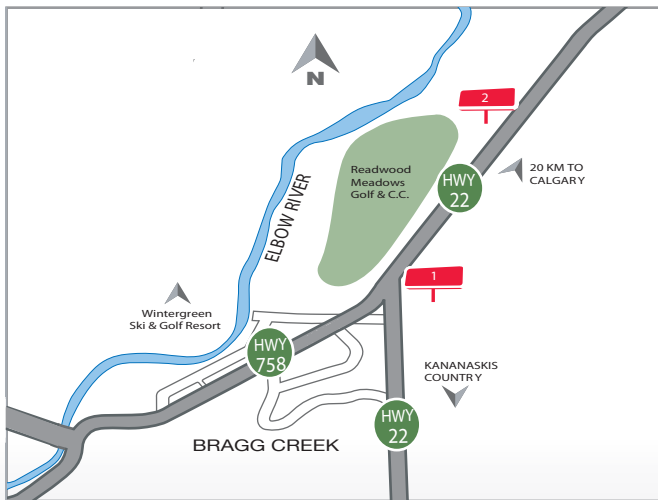 N
2
20 KM TO
CALGARY
Readwood
Meadows
Golf & C.C.
HWY
22
ELBOW RIVER
1
Wintergreen
Ski & Golf Resort
HWY
758
KANANASKIS
COUNTRY
HWY
22
BRAGG CREEK